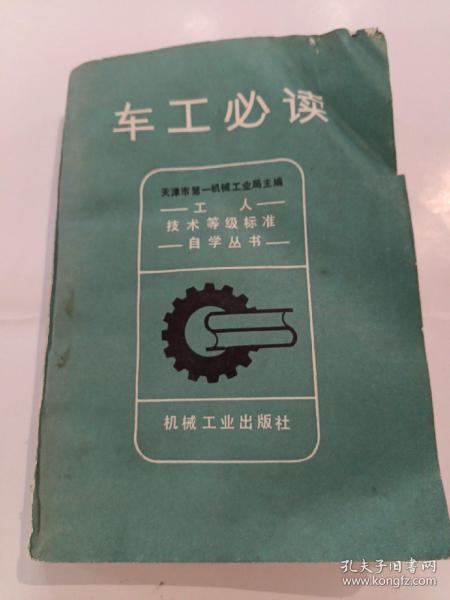 车工必读
天津市第一机械工业局主编
工人
技术等级标准
自学丛书
机械工业出版社
孔夫子旧书网
www.kongfz.com